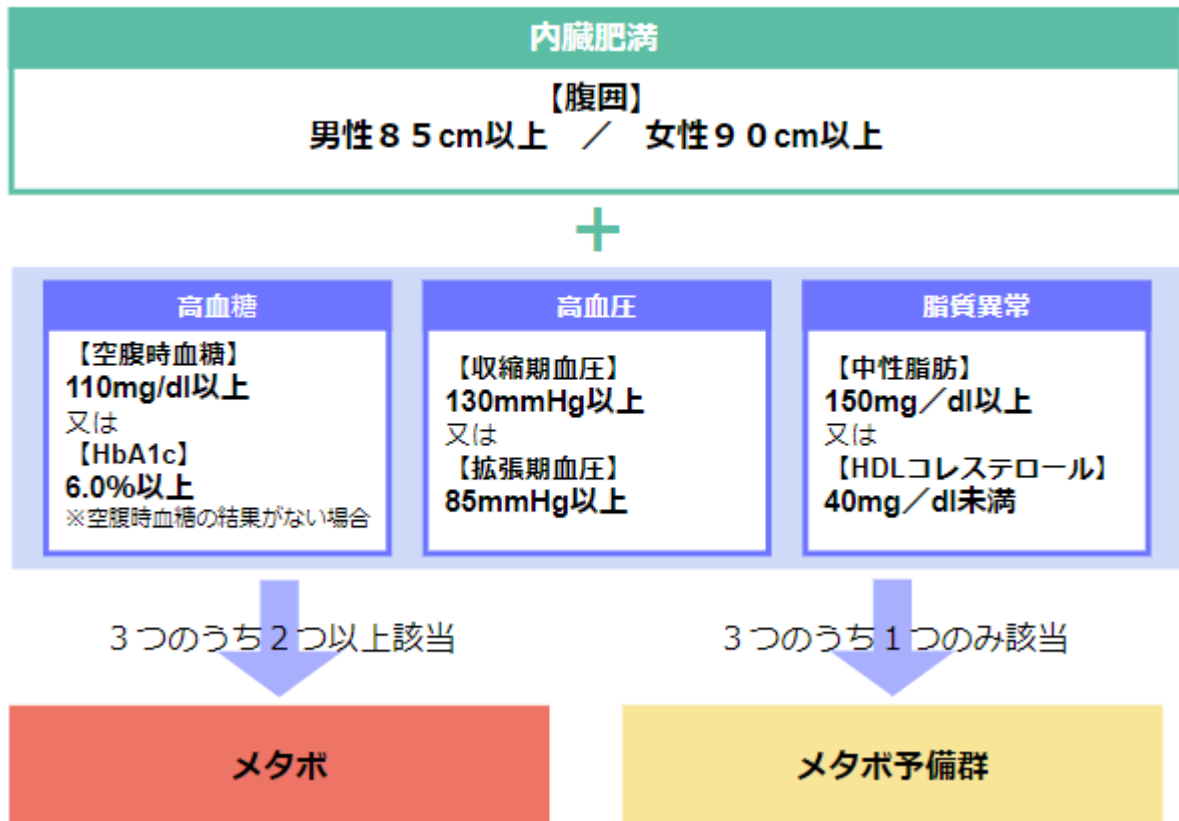 内臓肥満
【腹囲】
男性８５cm以上　／　女性９０cm以上
＋
高血糖
【空腹時血糖】
110mg/dl以上
又は
【HbA1c】
6.0%以上
※空腹時血糖の結果がない場合
高血圧
【収縮期血圧】
130mmHg以上
又は
【拡張期血圧】
85mmHg以上
脂質異常
【中性脂肪】
150mg／dl以上
又は
【HDLコレステロール】
40mg／dl未満
３つのうち２つ以上該当
３つのうち１つのみ該当
メタボ
メタボ予備群